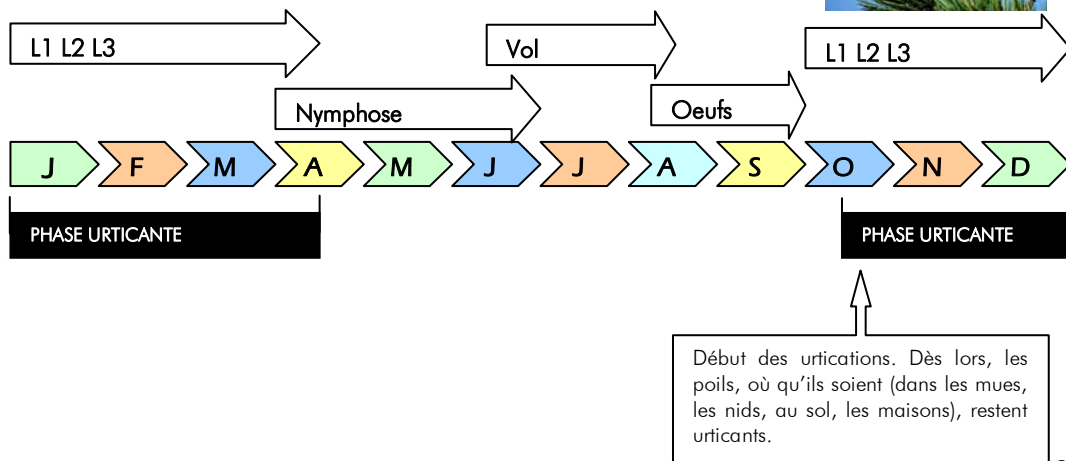 L1 L2 L3
Vol
L1 L2 L3
Nymphose
Oeufs
J F M A M J J A S O N D
PHASE URTICANTE
PHASE URTICANTE
Début des urtications. Dès lors, les
poils, où qu'ils soient (dans les mues,
les nids, au sol, les maisons), restent
urticants.